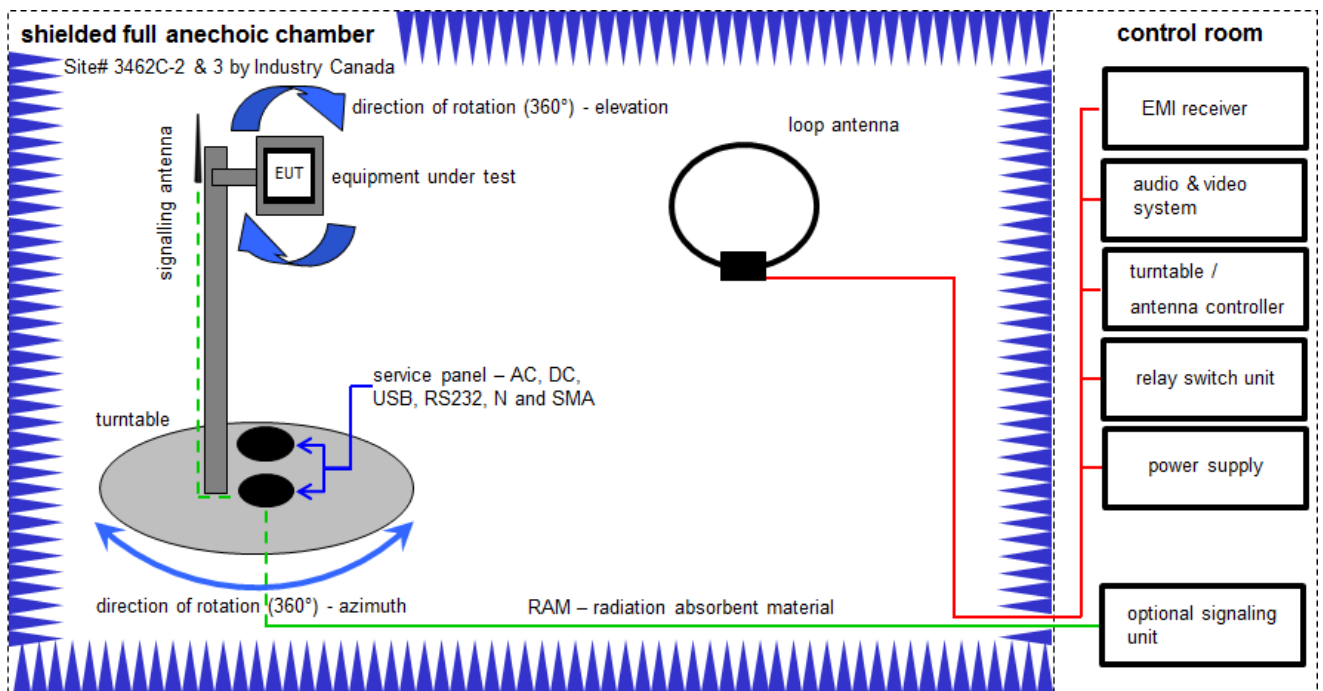 shielded full anechoic chamber
Site# 3462C-2 & 3 by Industry Canada
direction of rotation (360°) - elevation
signalling antenna
EUT
equipment under test
loop antenna
service panel – AC, DC,
USB, RS232, N and SMA
turntable
direction of rotation (360°) - azimuth
RAM – radiation absorbent material
control room
EMI receiver
audio & video
system
turntable /
antenna controller
relay switch unit
power supply
optional signaling
unit